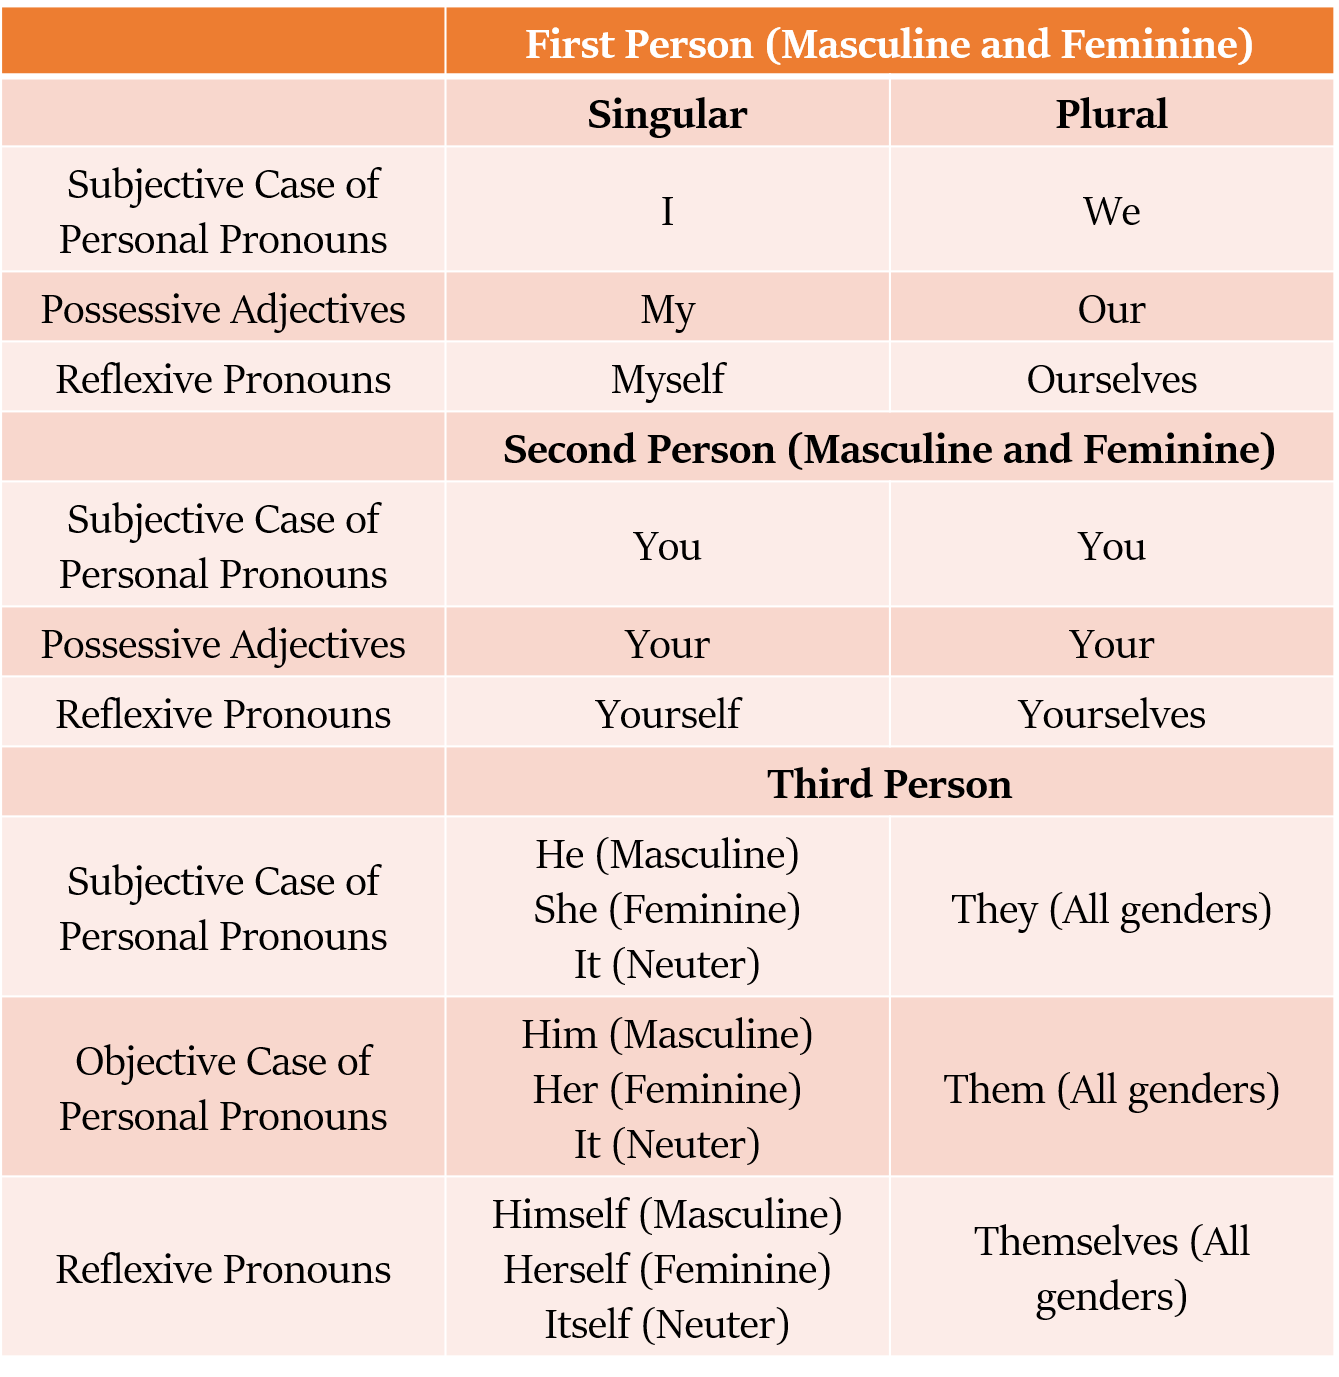 First Person (Masculine and Feminine)
Singular Plural
Subjective Case of
Personal Pronouns
I We
Possessive Adjectives My Our
Reflexive Pronouns Myself Ourselves
Second Person (Masculine and Feminine)
Subjective Case of
Personal Pronouns
You You
Possessive Adjectives Your Your
Reflexive Pronouns Yourself Yourselves
Third Person
Subjective Case of
Personal Pronouns
He (Masculine)
She (Feminine)
It (Neuter)
They (All genders)
Objective Case of
Personal Pronouns
Him (Masculine)
Her (Feminine)
It (Neuter)
Them (All genders)
Reflexive Pronouns
Himself (Masculine)
Herself (Feminine)
Itself (Neuter)
Themselves (All
genders)